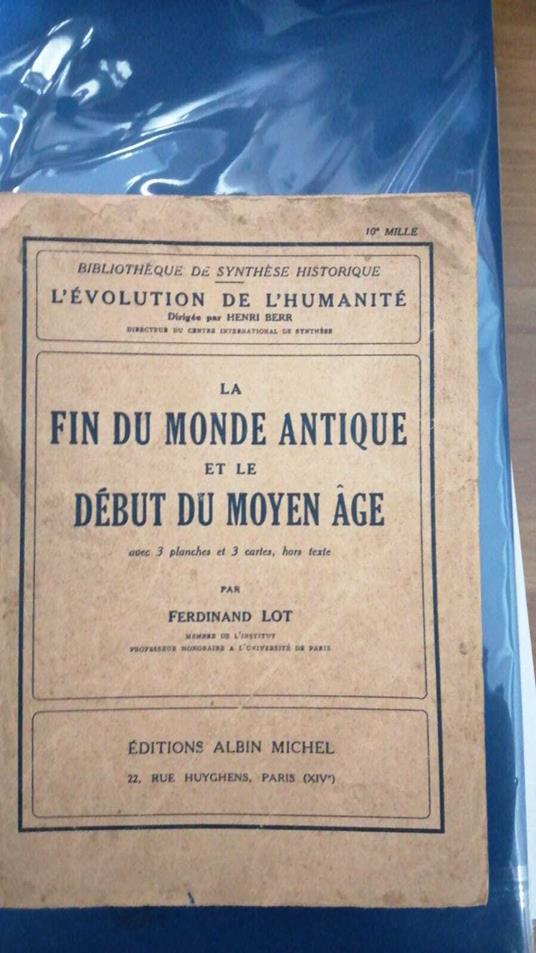 10e MILLE
BIBLIOTHÈQUE DE SYNTHÈSE HISTORIQUE
L'ÉVOLUTION DE L'HUMANITÉ
Dirigée par HENRI BERR
DIRECTEUR DU CENTRE INTERNATIONAL DE SYNTHÈSE
LA
FIN DU MONDE ANTIQUE
ET LE
DÉBUT DU MOYEN ÂGE
avec 3 planches et 3 cartes, hors texte
PAR
FERDINAND LOT
MEMBRE DE L'INSTITUT
PROFESSEUR HONORAIRE A L'UNIVERSITÉ DE PARIS
ÉDITIONS ALBIN MICHEL
22, RUE HUYGHENS, PARIS (XIVe)